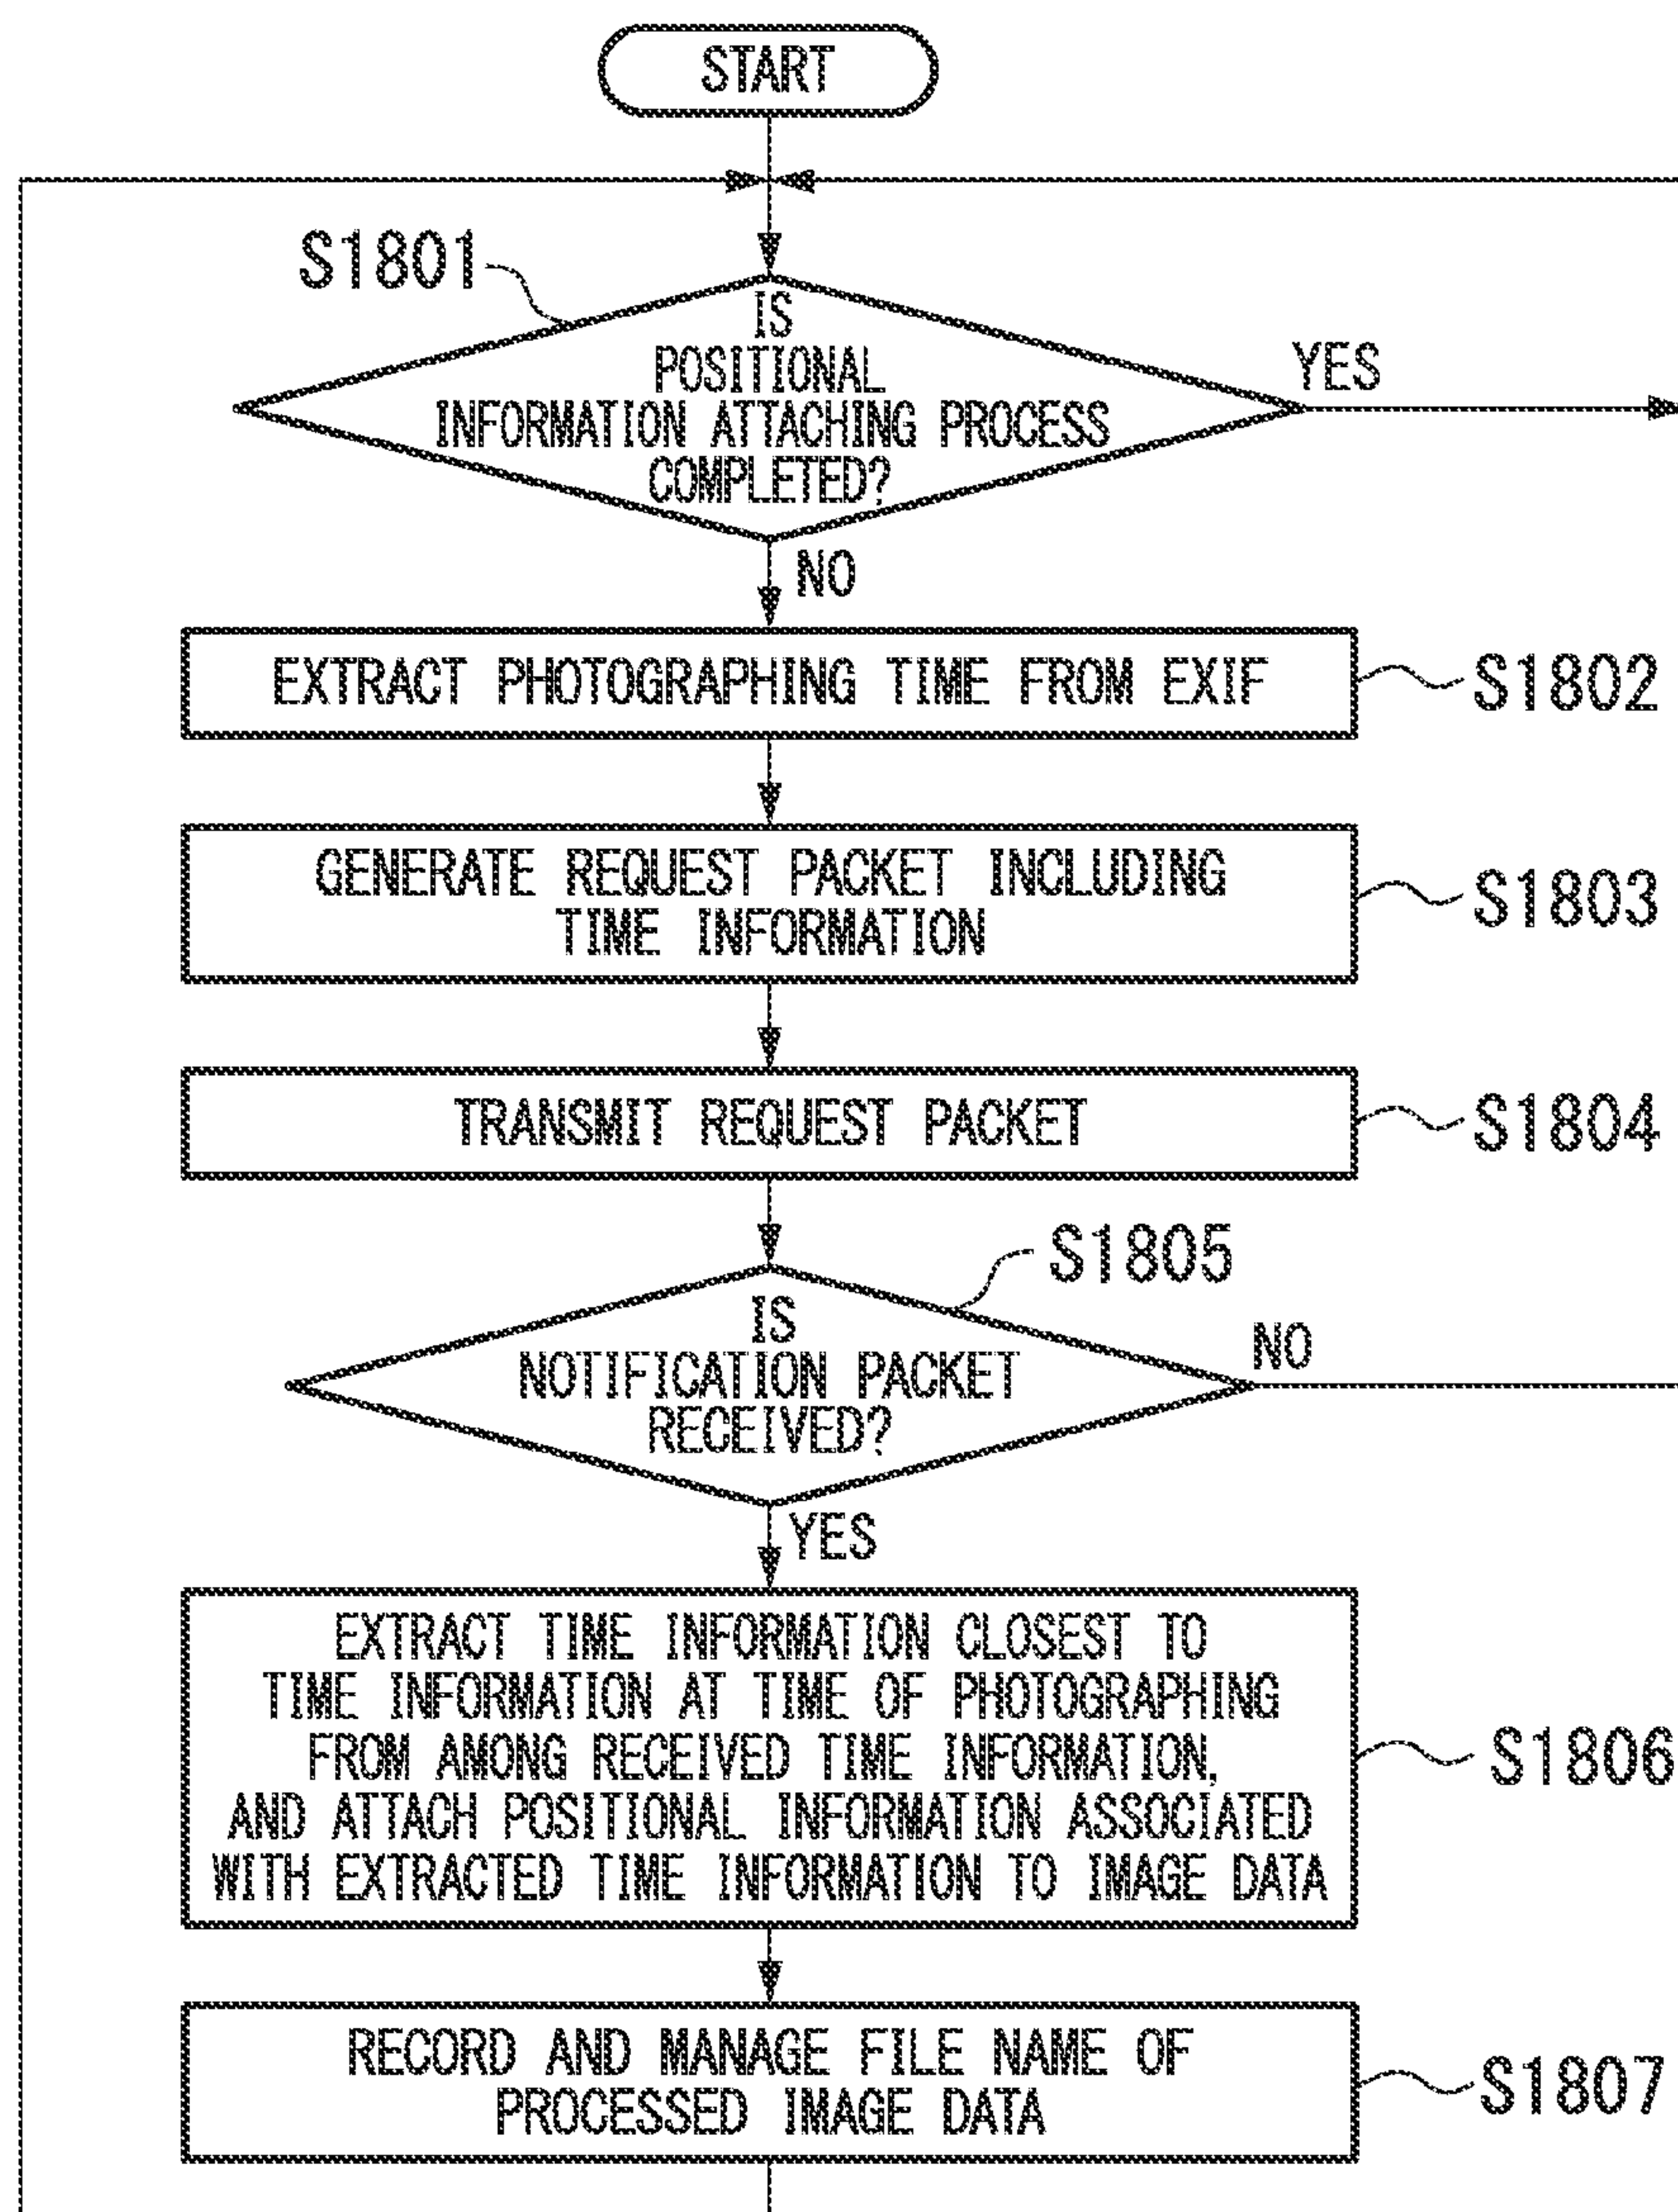 START
S1801
IS
POSITIONAL
INFORMATION ATTACHING PROCESS
COMPLETED?
YES
NO
EXTRACT PHOTOGRAPHING TIME FROM EXIF
S1802
GENERATE REQUEST PACKET INCLUDING
TIME INFORMATION
S1803
TRANSMIT REQUEST PACKET
S1804
S1805
IS
NOTIFICATION PACKET
RECEIVED?
NO
YES
EXTRACT TIME INFORMATION CLOSEST TO
TIME INFORMATION AT TIME OF PHOTOGRAPHING
FROM AMONG RECEIVED TIME INFORMATION,
AND ATTACH POSITIONAL INFORMATION ASSOCIATED
WITH EXTRACTED TIME INFORMATION TO IMAGE DATA
S1806
RECORD AND MANAGE FILE NAME OF
PROCESSED IMAGE DATA
S1807